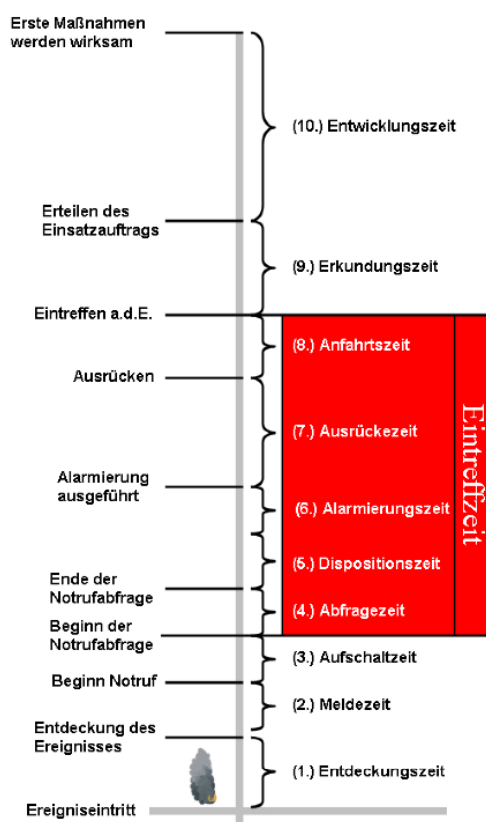 Erste Maßnahmen
werden wirksam
(10.) Entwicklungszeit
Erteilen des
Einsatzauftrags
(9.) Erkundungszeit
Eintreffen a.d.E.
(8.) Anfahrtszeit
Ausrücken
(7.) Ausrückezeit
Eintreffzeit
Alarmierung
ausgeführt
(6.) Alarmierungszeit
(5.) Dispositionszeit
Ende der
Notrufabfrage
(4.) Abfragezeit
Beginn der
Notrufabfrage
(3.) Aufschaltzeit
Beginn Notruf
(2.) Meldezeit
Entdeckung des
Ereignisses
(1.) Entdeckungszeit
Ereigniseintritt